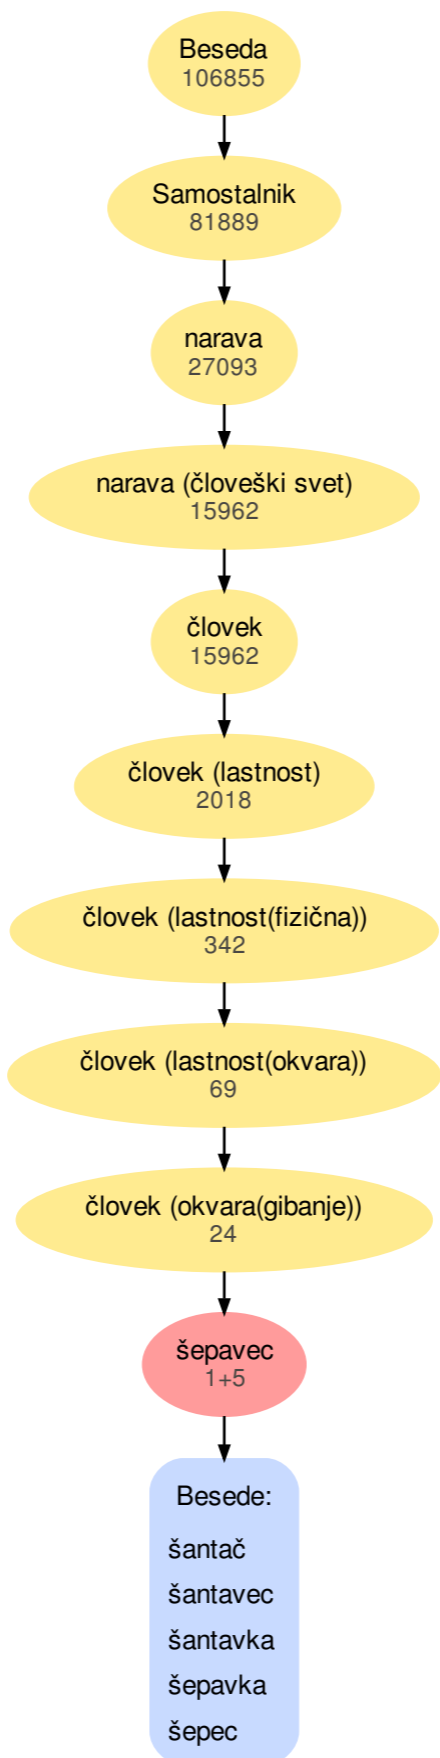 Beseda
106855
Samostalnik
81889
narava
27093
narava (človeški svet)
15962
človek
15962
človek (lastnost)
2018
človek (lastnost(fizična))
342
človek (lastnost(okvara))
69
človek (okvara(gibanje))
24
šepavec
1+5
Besede:
šantač
šantavec
šantavka
šepavka
šepec